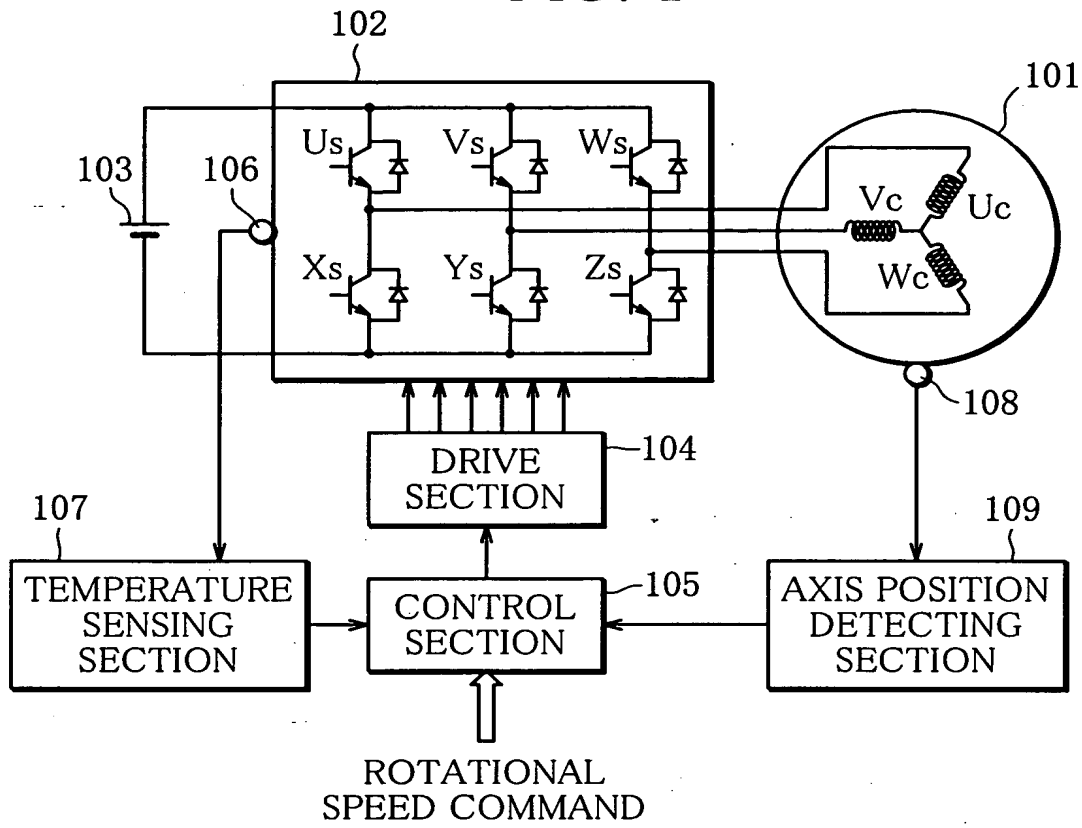 102
101
Us
Vs
Ws
103
106
Vc
Uc
Wc
Xs
Ys
Zs
108
DRIVE
SECTION
104
107
109
TEMPERATURE
SENSING
SECTION
CONTROL
SECTION
105
AXIS POSITION
DETECTING
SECTION
ROTATIONAL
SPEED COMMAND